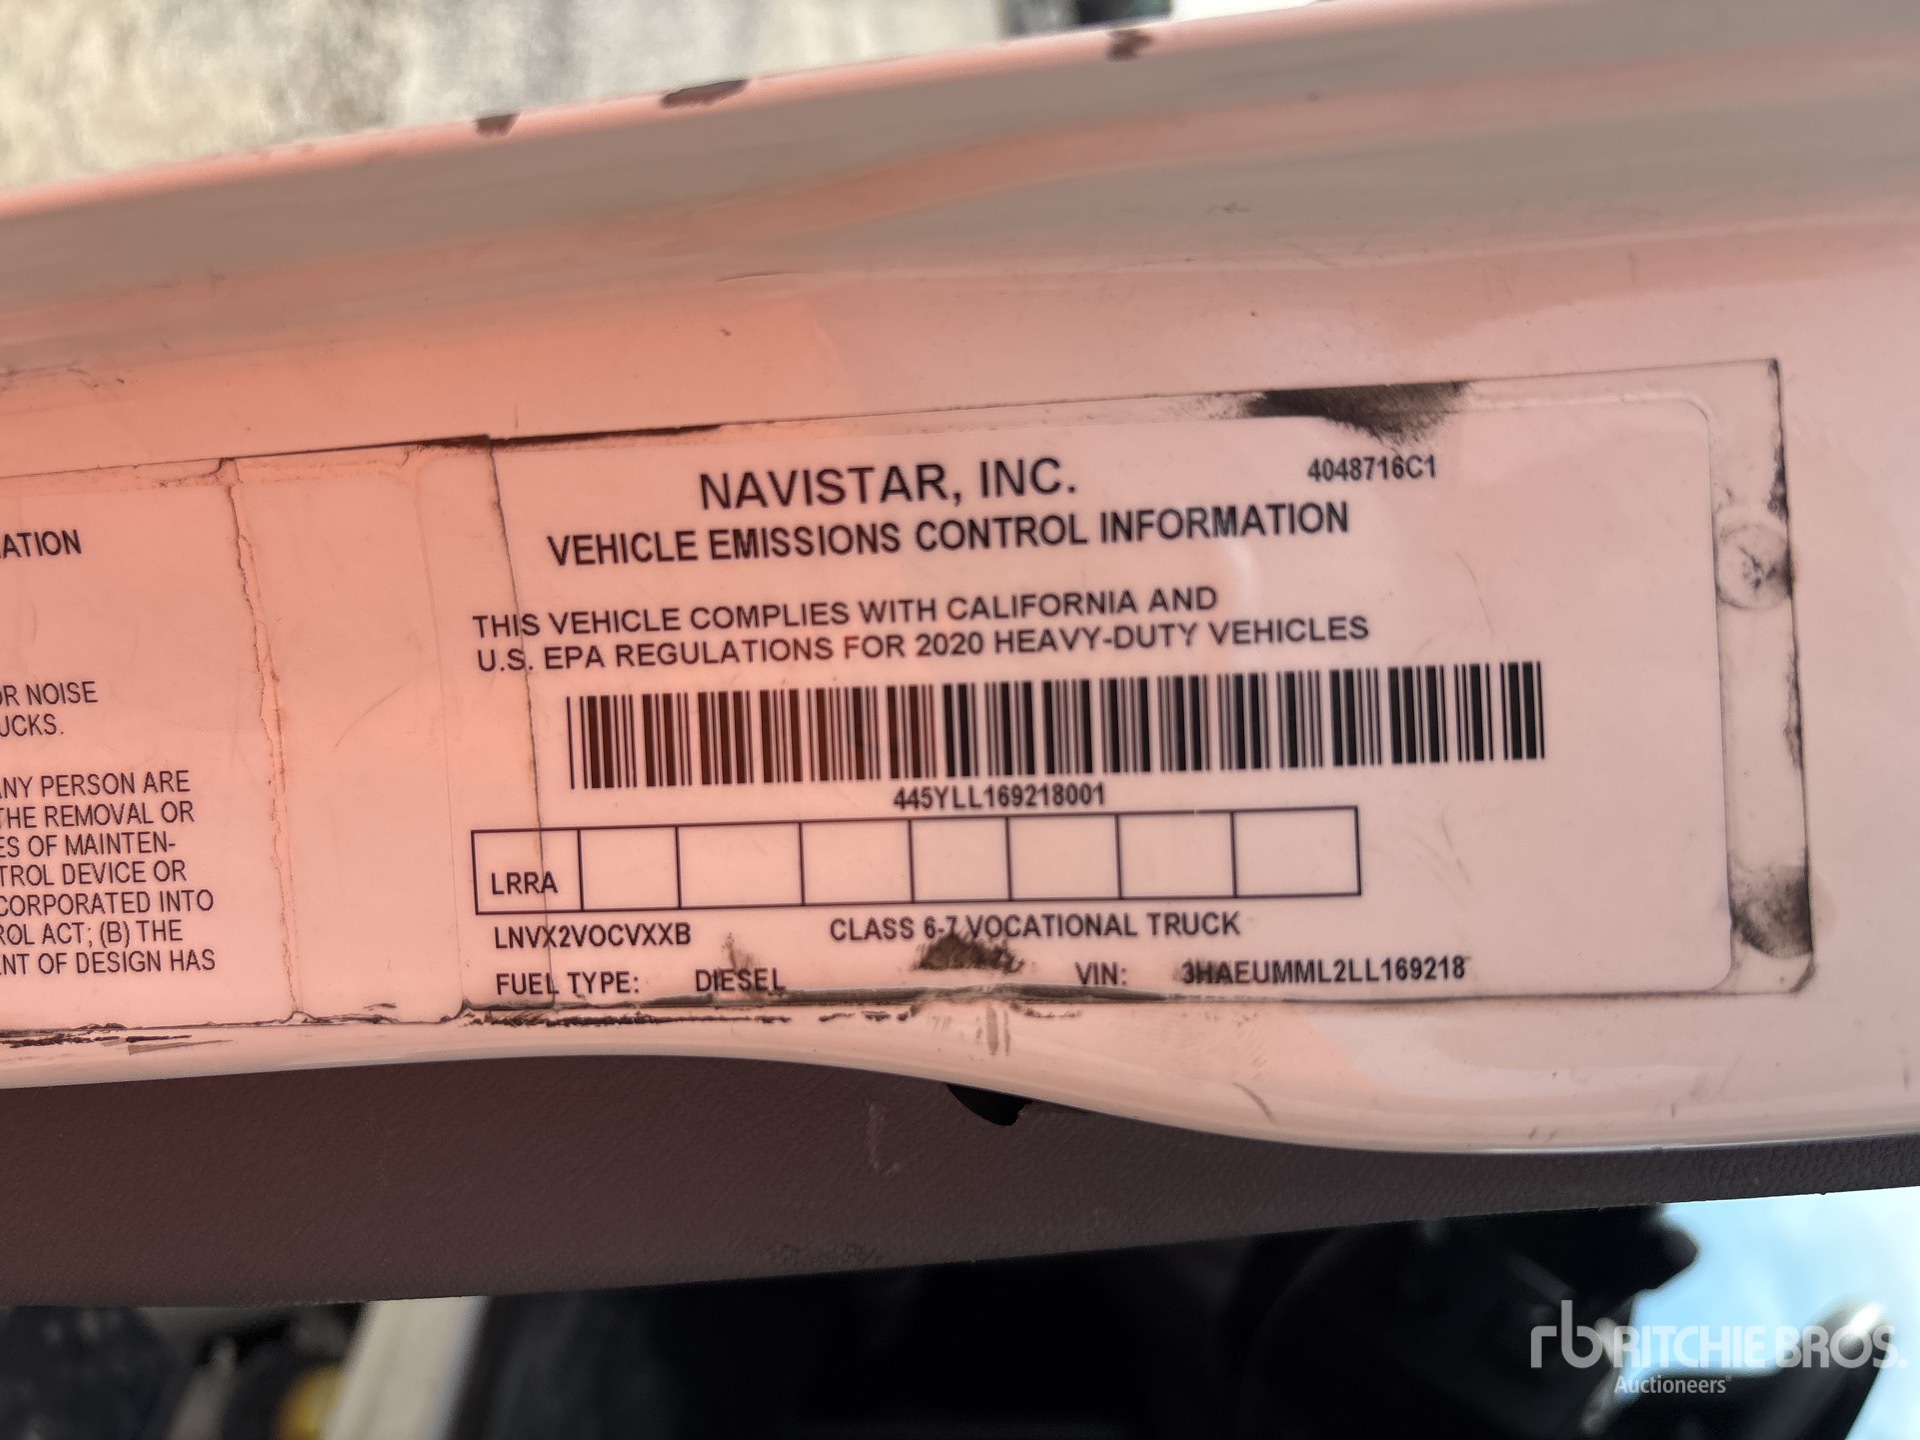 ATION
OR NOISE
UCKS.
ANY PERSON ARE
THE REMOVAL OR
ES OF MAINTEN-
TROL DEVICE OR
CORPORATED INTO
ROL ACT; (B) THE
ENT OF DESIGN HAS
NAVISTAR, INC.
4048716C1
VEHICLE EMISSIONS CONTROL INFORMATION
THIS VEHICLE COMPLIES WITH CALIFORNIA AND
U.S. EPA REGULATIONS FOR 2020 HEAVY-DUTY VEHICLES
445YLL169218001
LRRA
LNVX2VOCVXXB CLASS 6-7 VOCATIONAL TRUCK
FUEL TYPE: DIESEL VIN: 3HAEUMML2LL169218
rb RITCHIE BROS.
Auctioneers